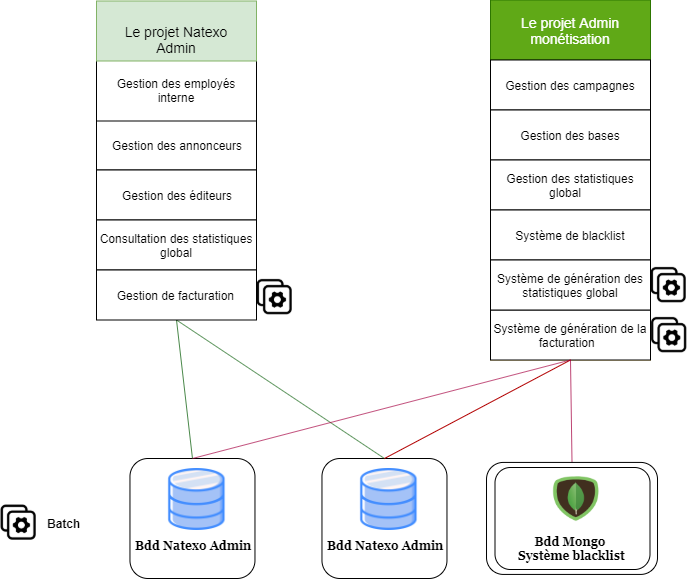 Le projet Natexo
Admin
Gestion des employés
interne
Gestion des annonceurs
Gestion des éditeurs
Consultation des statistiques
global
Gestion de facturation
Le projet Admin
monétisation
Gestion des campagnes
Gestion des bases
Gestion des statistiques
global
Système de blacklist
Système de génération des
statistiques global
Système de génération de la
facturation
Bdd Natexo Admin
Bdd Natexo Admin
Bdd Mongo
Système blacklist
Batch